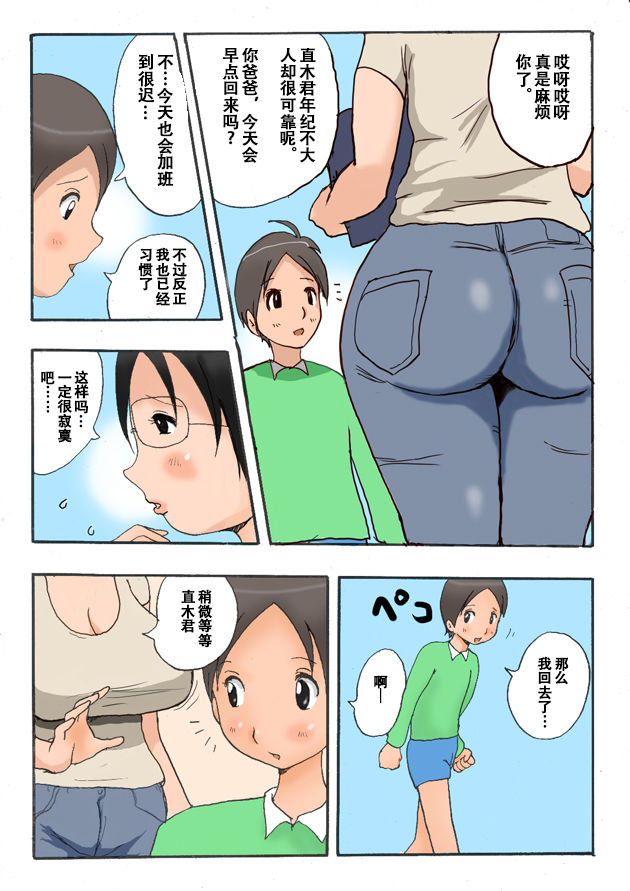 哎呀哎呀
真是麻烦
你了。
直木君年纪不大
人却很可靠呢。
你爸爸，今天会
早点回来吗？
不…今天也会加班
到很迟…
不过反正
我也已经
习惯了
这样吗…
一定很寂寞
吧……
那么
我回去了…
ペコ
啊—
稍微等等
直木君